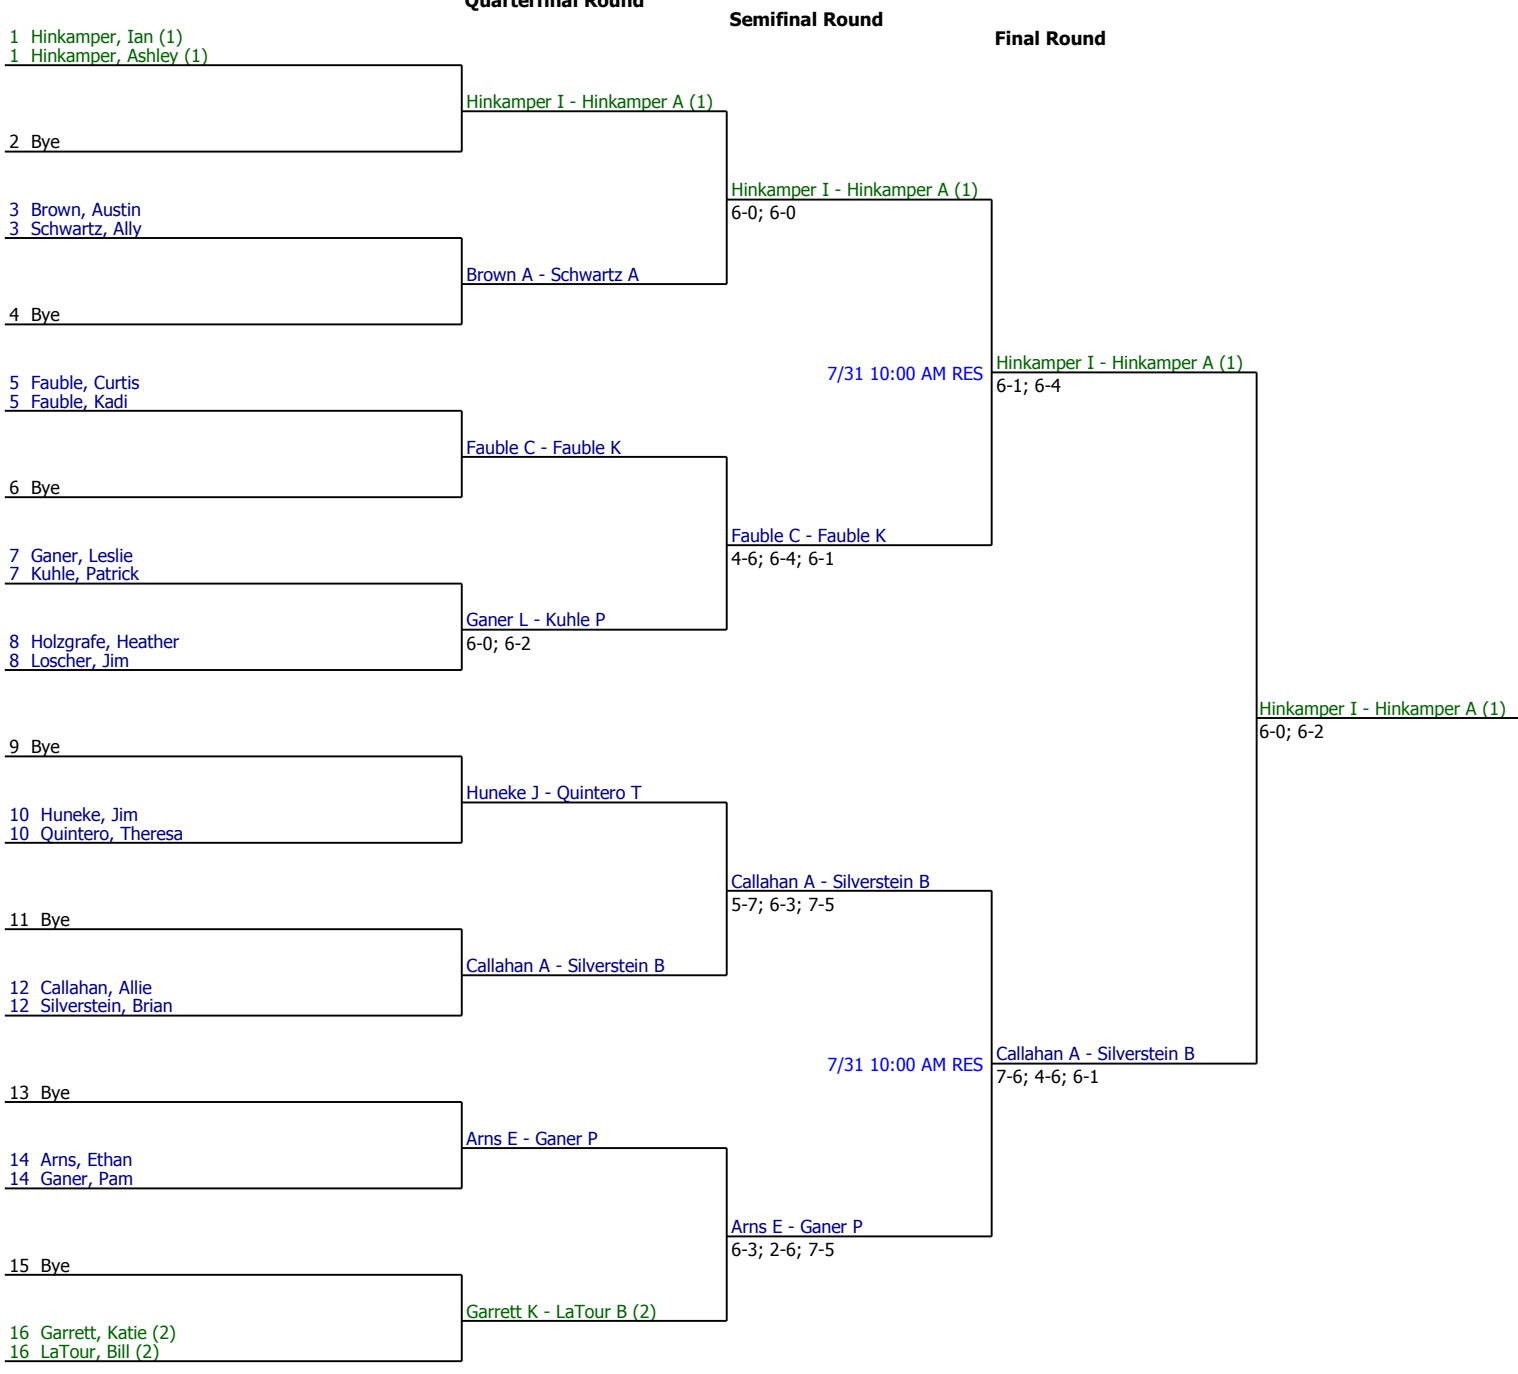 Quarterfinal Round
Semifinal Round
Final Round
1 Hinkamper, Ian (1)
1 Hinkamper, Ashley (1)
Hinkamper I - Hinkamper A (1)
2 Bye
Hinkamper I - Hinkamper A (1)
6-0; 6-0
3 Brown, Austin
3 Schwartz, Ally
Brown A - Schwartz A
4 Bye
7/31 10:00 AM RES
Hinkamper I - Hinkamper A (1)
6-1; 6-4
5 Fauble, Curtis
5 Fauble, Kadi
Fauble C - Fauble K
6 Bye
Fauble C - Fauble K
4-6; 6-4; 6-1
7 Ganer, Leslie
7 Kuhle, Patrick
Ganer L - Kuhle P
6-0; 6-2
8 Holzgrafe, Heather
8 Loscher, Jim
Hinkamper I - Hinkamper A (1)
6-0; 6-2
9 Bye
Huneke J - Quintero T
10 Huneke, Jim
10 Quintero, Theresa
Callahan A - Silverstein B
5-7; 6-3; 7-5
11 Bye
Callahan A - Silverstein B
12 Callahan, Allie
12 Silverstein, Brian
7/31 10:00 AM RES
Callahan A - Silverstein B
7-6; 4-6; 6-1
13 Bye
Arns E - Ganer P
14 Arns, Ethan
14 Ganer, Pam
Arns E - Ganer P
6-3; 2-6; 7-5
15 Bye
Garrett K - LaTour B (2)
16 Garrett, Katie (2)
16 LaTour, Bill (2)